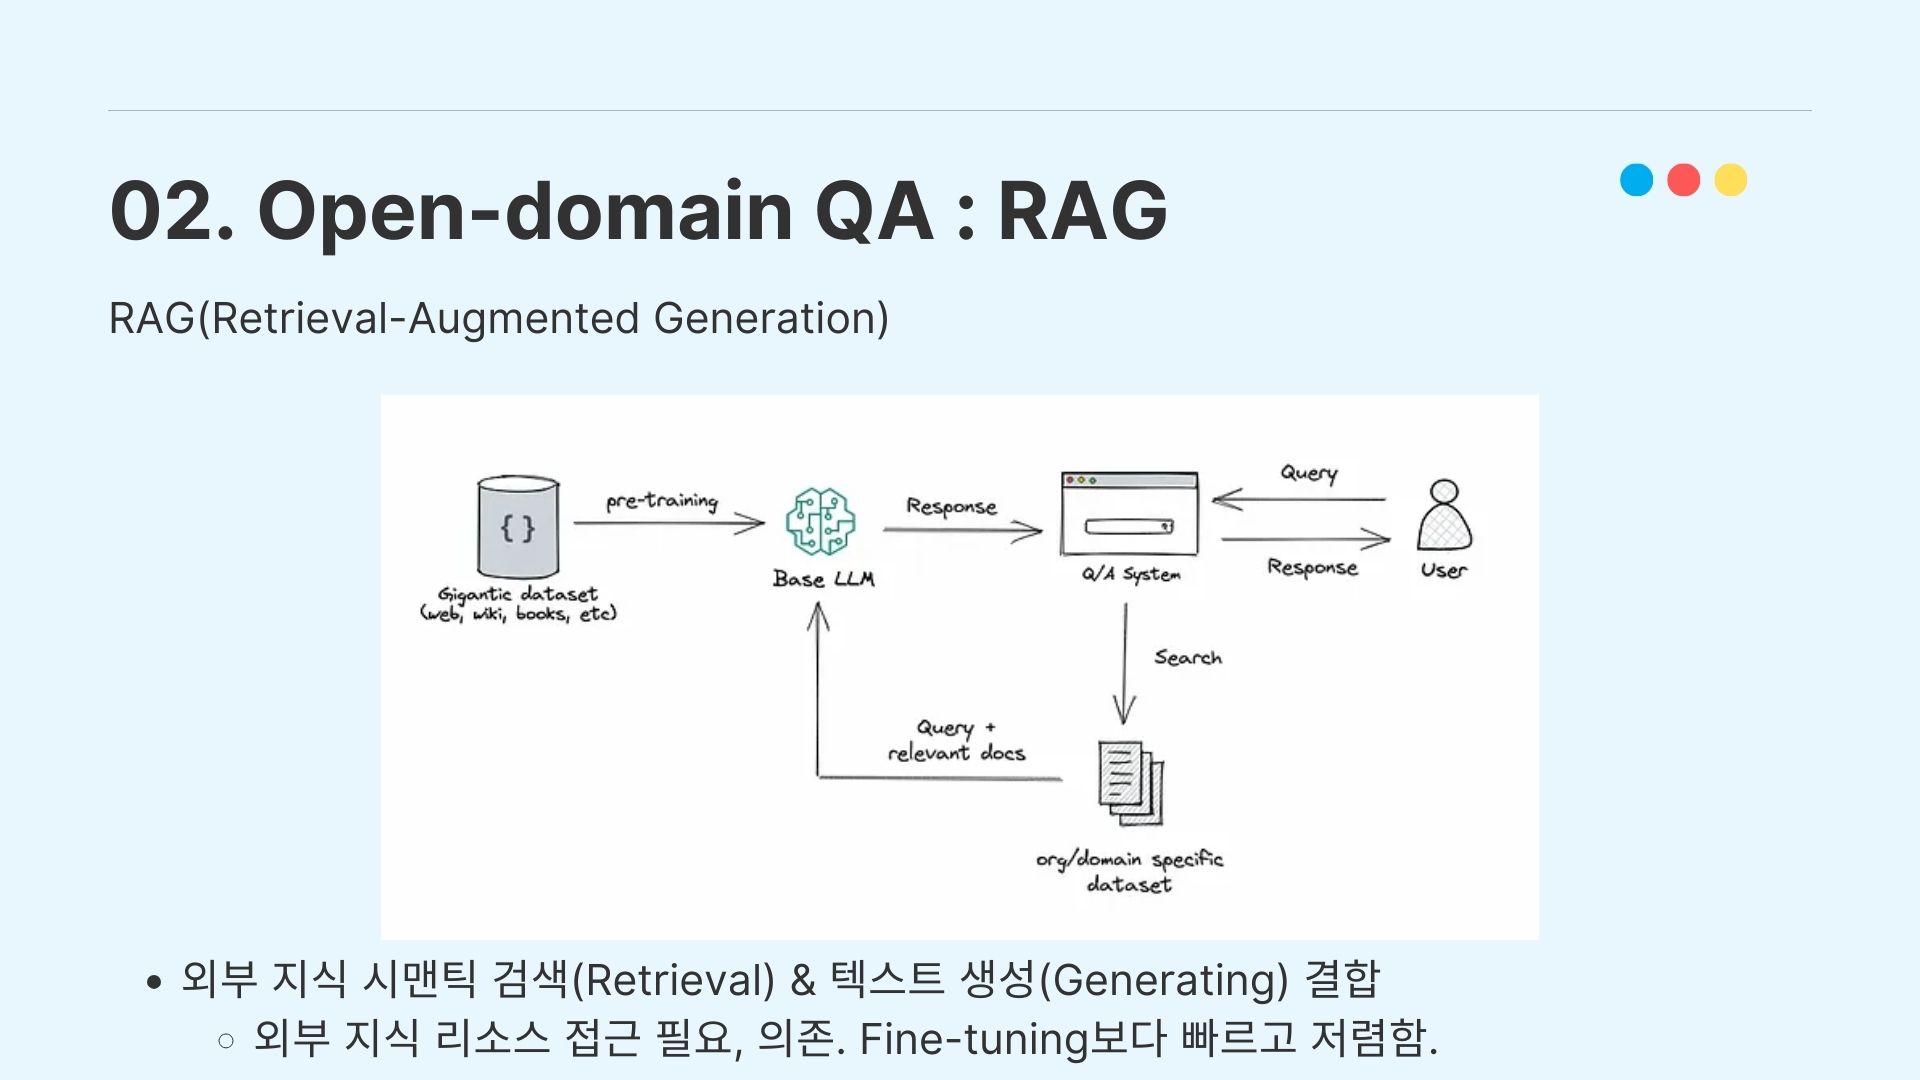 02. Open-domain QA : RAG
RAG(Retrieval-Augmented Generation)
{ }
Gigantic dataset
(web, wiki, books, etc)
pre-training
Base LLM
Response
Q/A System
Query
Response
User
Search
Query +
relevant docs
org/domain specific
dataset
• 외부 지식 시맨틱 검색(Retrieval) & 텍스트 생성(Generating) 결합
○ 외부 지식 리소스 접근 필요, 의존. Fine-tuning보다 빠르고 저렴함.